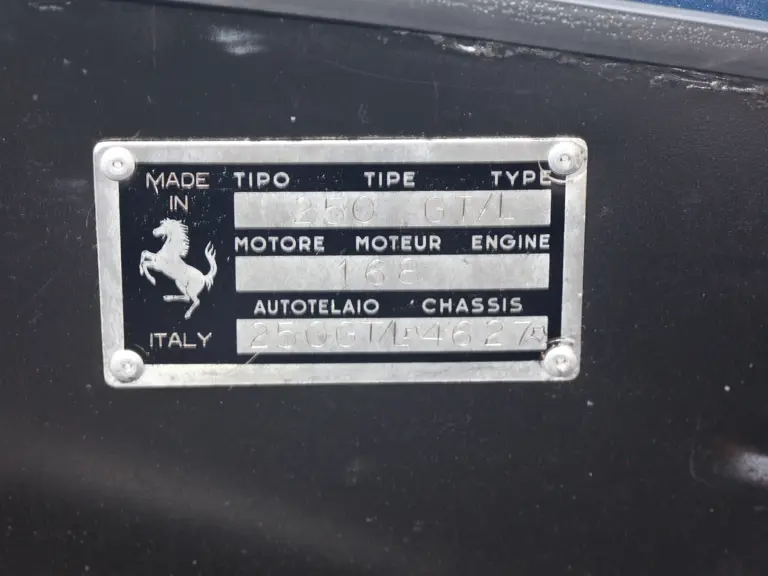 MADE IN ITALY
TIPO TIPE TYPE
250 GT/L
MOTORE MOTEUR ENGINE
168
AUTOTELAIO CHASSIS
250GT/L 4627